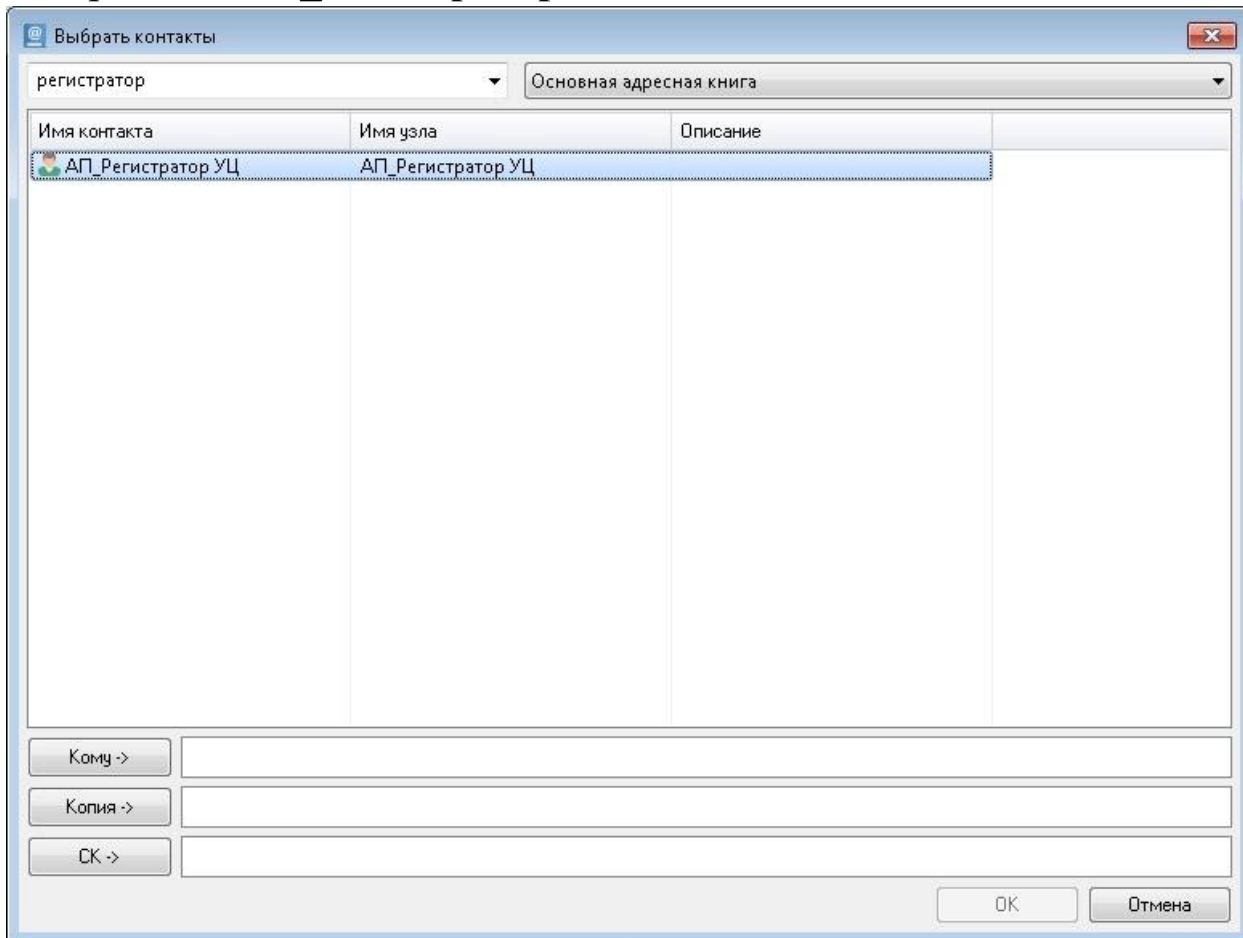 Выбрать контакты
регистратор
Основная адресная книга
Имя контакта Имя узла Описание
АП_Регистратор УЦ АП_Регистратор УЦ
Кому ->
Копия ->
СК ->
OK Отмена